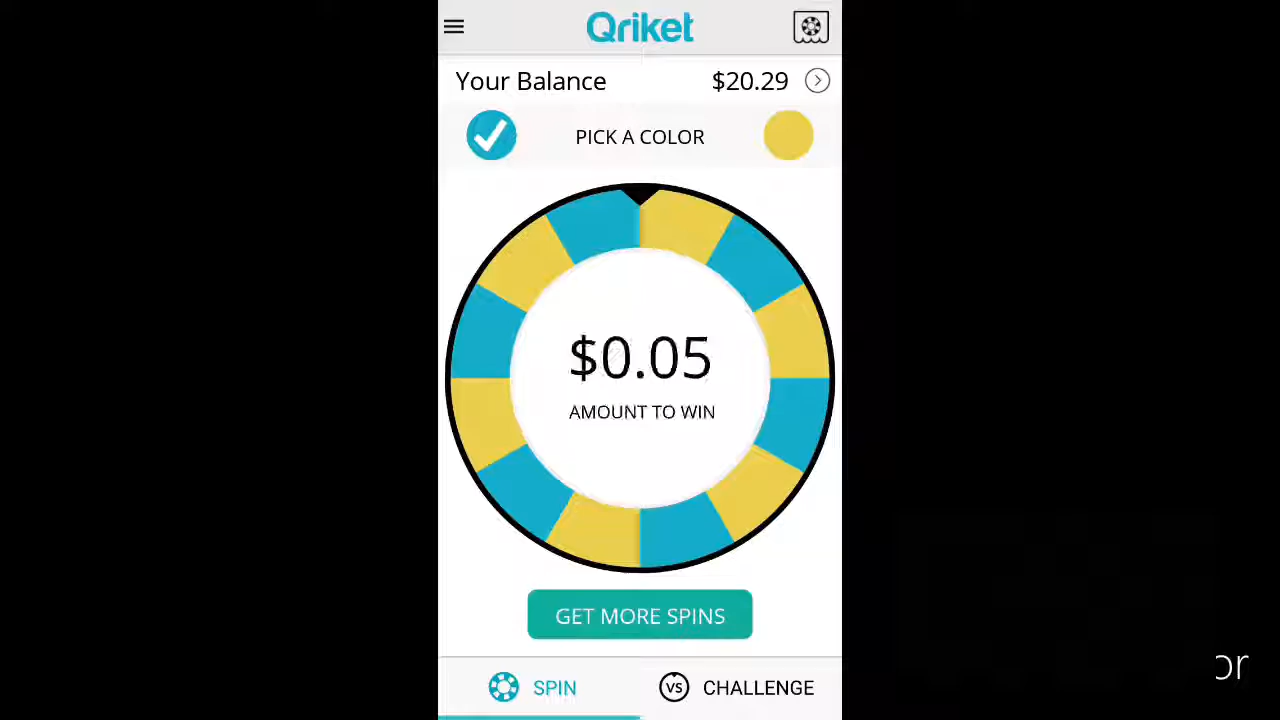 Qriket
Your Balance $20.29
PICK A COLOR
$0.05
AMOUNT TO WIN
GET MORE SPINS
SPIN
VS CHALLENGE